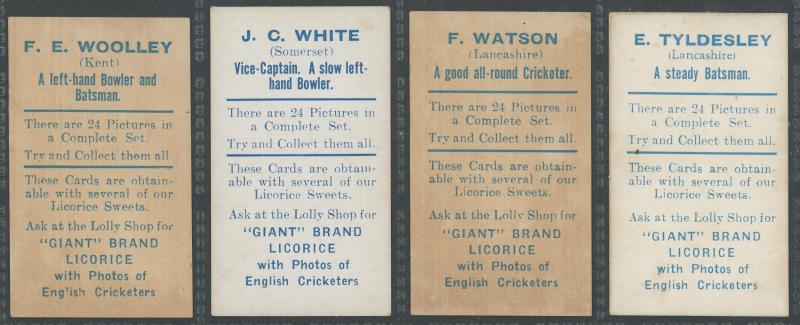 F. E. WOOLLEY
(Kent)
A left-hand Bowler and
Batsman.
There are 24 Pictures in
a Complete Set.
Try and Collect them all.
These Cards are obtain-
able with several of our
Licorice Sweets.
Ask at the Lolly Shop for
"GIANT" BRAND
LICORICE
with Photos of
Eng'ish Cricketers
J. C. WHITE
(Somerset)
Vice-Captain. A slow left-
hand Bowler.
There are 24 Pictures in
a Complete Set.
Try and Collect them all.
These Cards are obtain-
able with several of our
Licorice Sweets.
Ask at the Lolly Shop for
"GIANT" BRAND
LICORICE
with Photos of
English Cricketers
F. WATSON
(Lancashire)
A good all-round Cricketer.
There are 24 Pictures in
a Complete Set.
Try and Collect them all.
These Cards are obtain-
able with several of our
Licorice Sweets.
Ask at the Lolly Shop for
"GIANT" BRAND
LICORICE
with Photos of
English Cricketers
E. TYLDESLEY
(Lancashire)
A steady Batsman.
There are 24 Pictures in
a Complete Set.
Try and Collect them all.
These Cards are obtain-
able with several of our
Licorice Sweets.
Ask at the Lolly Shop for
"GIANT" BRAND
LICORICE
with Photos of
English Cricketers